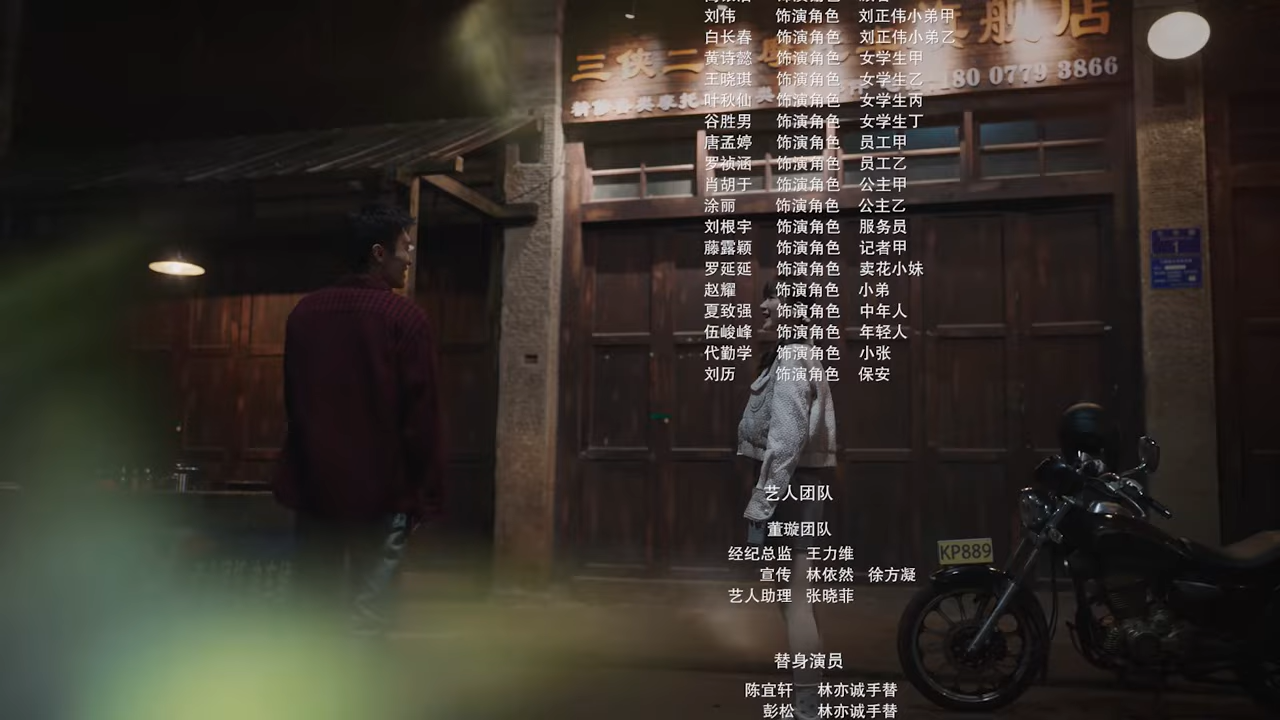 刘伟 饰演角色 刘正伟小弟甲
白长春 饰演角色 刘正伟小弟乙
黄诗懿 饰演角色 女学生甲
王晓琪 饰演角色 女学生乙
叶秋仙 饰演角色 女学生丙
谷胜男 饰演角色 女学生丁
唐孟婷 饰演角色 员工甲
罗祯涵 饰演角色 员工乙
肖胡于 饰演角色 公主甲
涂丽 饰演角色 公主乙
刘根宇 饰演角色 服务员
藤露颖 饰演角色 记者甲
罗延延 饰演角色 卖花小妹
赵耀 饰演角色 小弟
夏致强 饰演角色 中年人
伍峻峰 饰演角色 年轻人
代勤学 饰演角色 小张
刘历 饰演角色 保安
艺人团队
董璇团队
经纪总监 王力维
宣传 林依然 徐方凝
艺人助理 张晓菲
替身演员
陈宜轩 林亦诚手替
彭松 林亦诚手替
三侠二
舰店
180 0779 3866
1
KP889